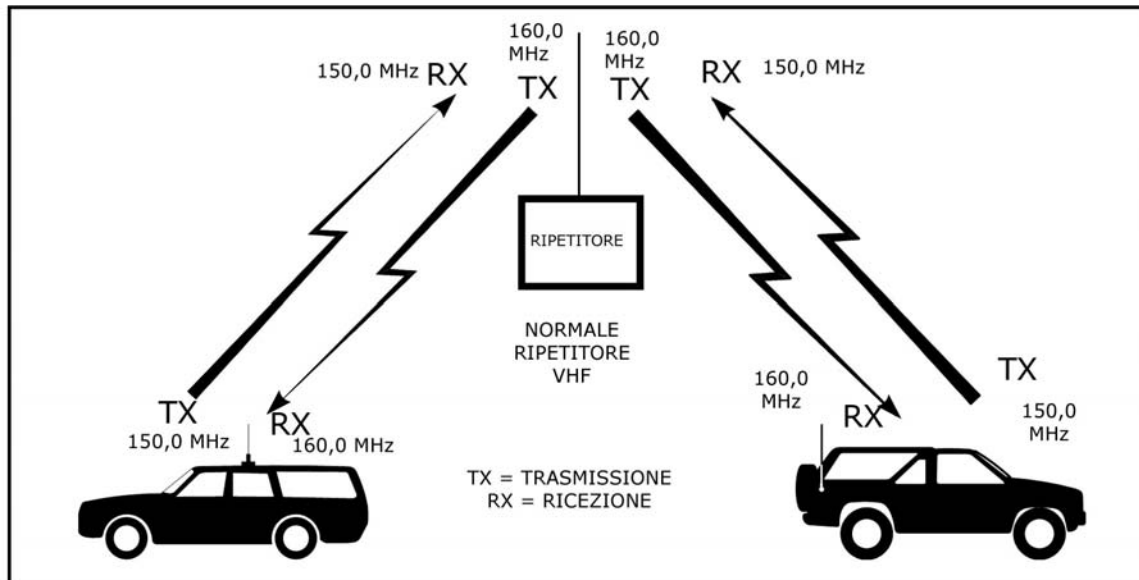 160,0
MHz
160,0
MHz
150,0 MHz RX
TX
TX
RX 150,0 MHz
RIPETITORE
NORMALE
RIPETITORE
VHF
TX
150,0 MHz
RX
160,0 MHz
160,0
MHz
RX
TX
150,0
MHz
TX = TRASMISSIONE
RX = RICEZIONE